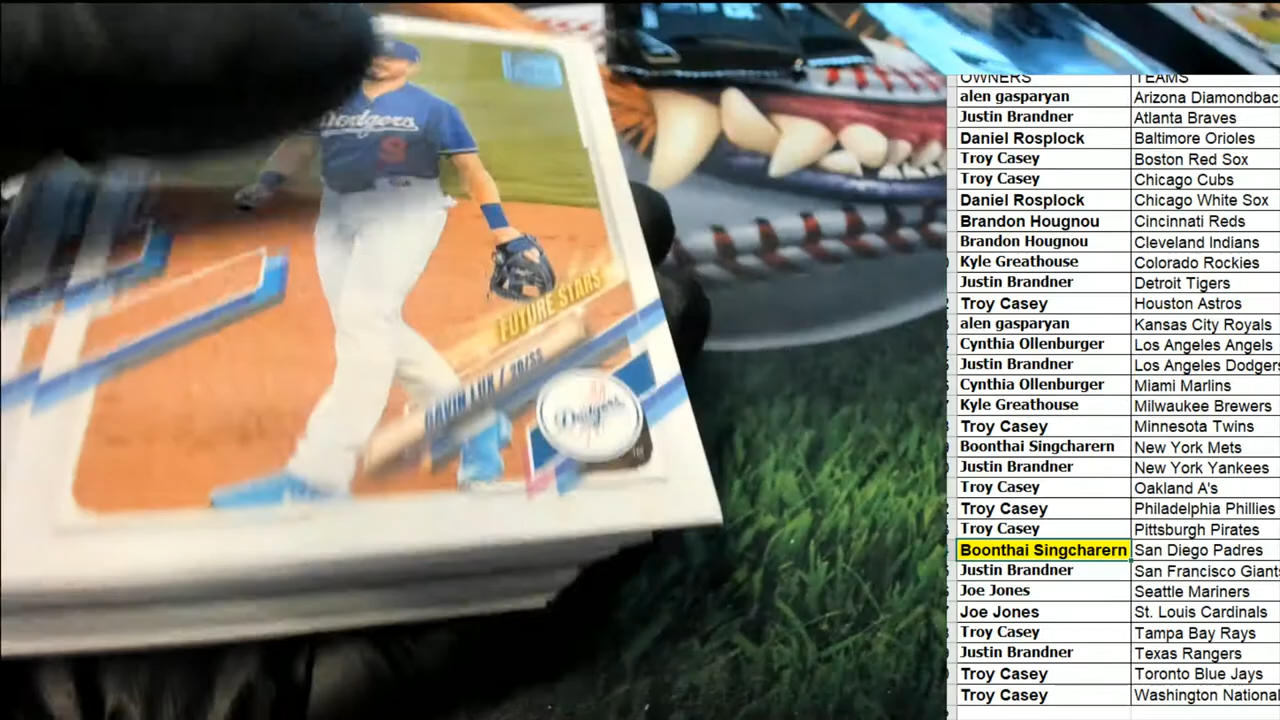 Dodgers
9
FUTURE STARS
GAVIN LUX / 2B/SS
Dodgers
OWNERS TEAMS
alen gasparyan Arizona Diamondbac
Justin Brandner Atlanta Braves
Daniel Rosplock Baltimore Orioles
Troy Casey Boston Red Sox
Troy Casey Chicago Cubs
Daniel Rosplock Chicago White Sox
Brandon Hougnou Cincinnati Reds
Brandon Hougnou Cleveland Indians
Kyle Greathouse Colorado Rockies
Justin Brandner Detroit Tigers
Troy Casey Houston Astros
alen gasparyan Kansas City Royals
Cynthia Ollenburger Los Angeles Angels
Justin Brandner Los Angeles Dodgers
Cynthia Ollenburger Miami Marlins
Kyle Greathouse Milwaukee Brewers
Troy Casey Minnesota Twins
Boonthai Singcharern New York Mets
Justin Brandner New York Yankees
Troy Casey Oakland A's
Troy Casey Philadelphia Phillies
Troy Casey Pittsburgh Pirates
Boonthai Singcharern San Diego Padres
Justin Brandner San Francisco Giants
Joe Jones Seattle Mariners
Joe Jones St. Louis Cardinals
Troy Casey Tampa Bay Rays
Justin Brandner Texas Rangers
Troy Casey Toronto Blue Jays
Troy Casey Washington National